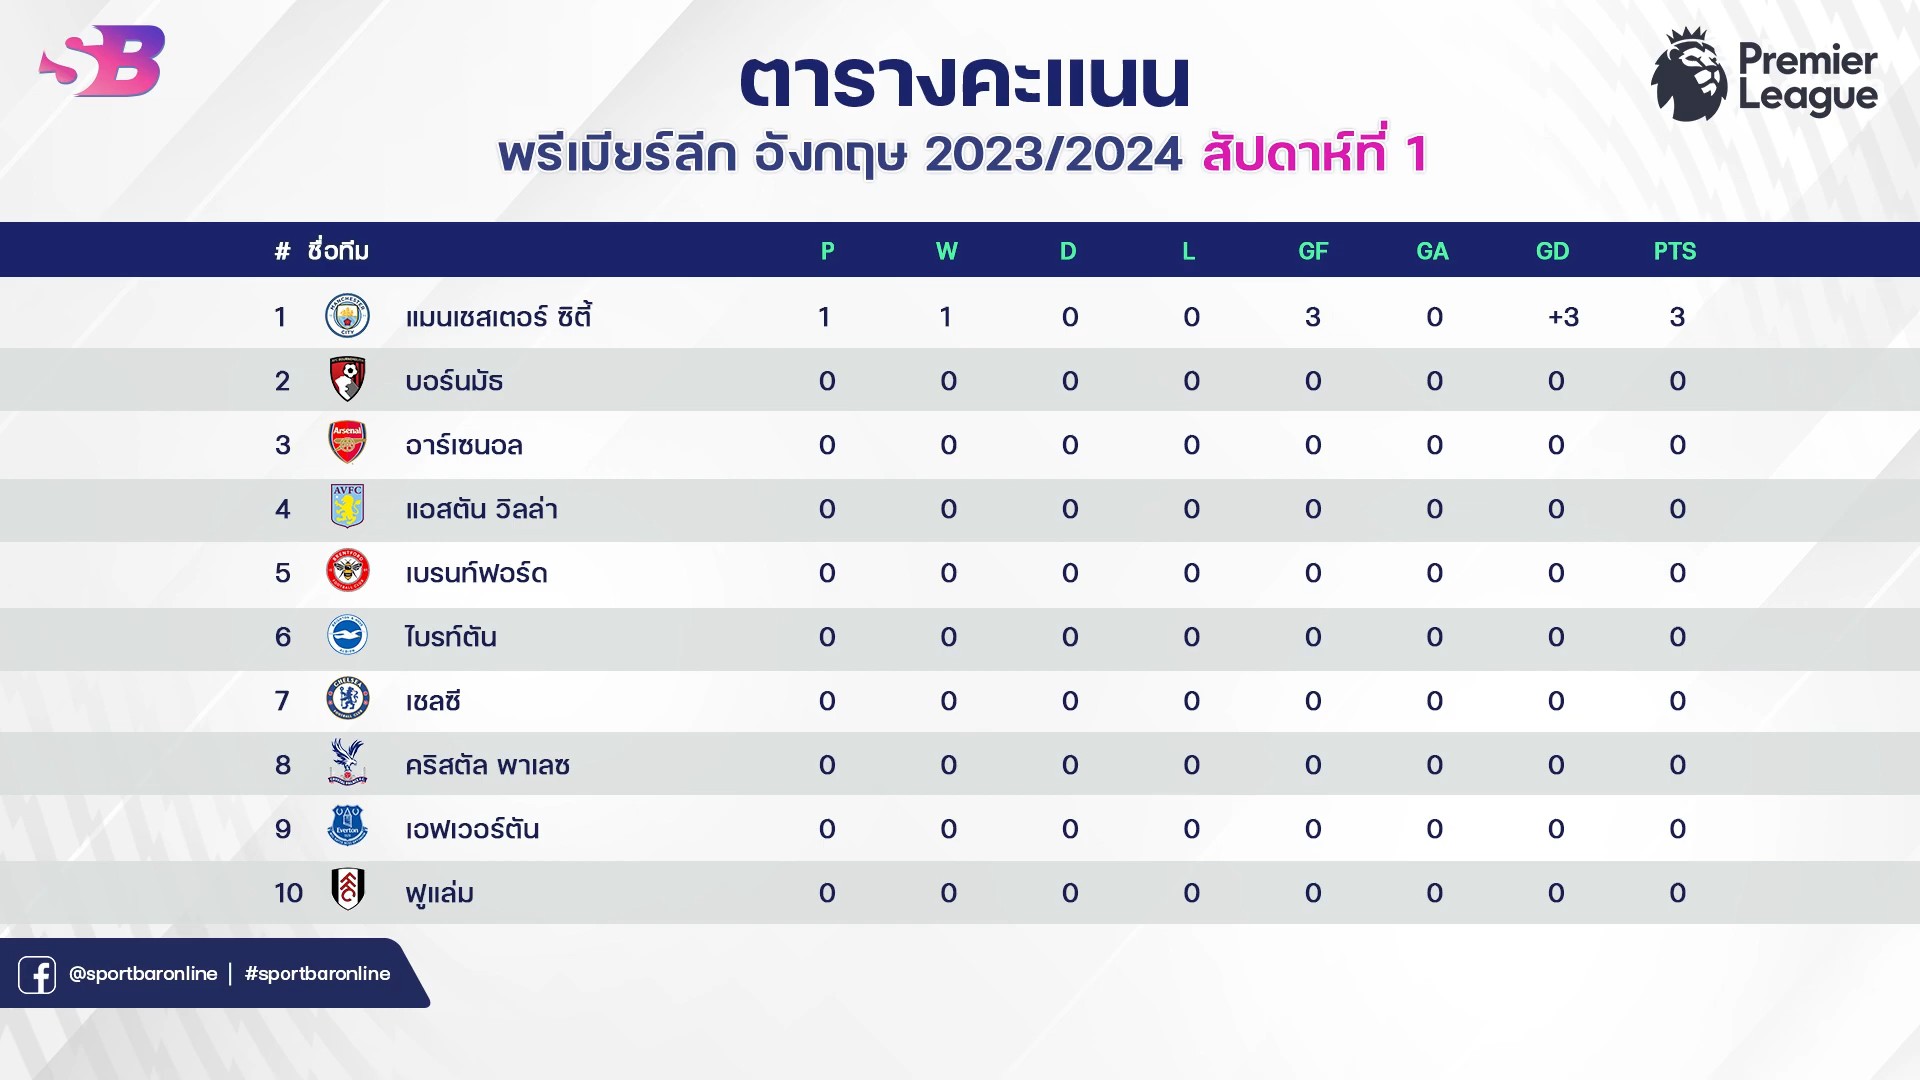 SB
ตารางคะแนน
Premier League
พรีเมียร์ลีก อังกฤษ 2023/2024 สัปดาห์ที่ 1
# ชื่อทีม P W D L GF GA GD PTS
1 แมนเชสเตอร์ ซิตี้ 1 1 0 0 3 0 +3 3
2 บอร์นมัธ 0 0 0 0 0 0 0 0
3 อาร์เซนอล 0 0 0 0 0 0 0 0
4 แอสตัน วิลล่า 0 0 0 0 0 0 0 0
5 เบรนท์ฟอร์ด 0 0 0 0 0 0 0 0
6 ไบรท์ตัน 0 0 0 0 0 0 0 0
7 เชลซี 0 0 0 0 0 0 0 0
8 คริสตัล พาเลซ 0 0 0 0 0 0 0 0
9 เอฟเวอร์ตัน 0 0 0 0 0 0 0 0
10 ฟูแล่ม 0 0 0 0 0 0 0 0
@sportbaronline | #sportbaronline